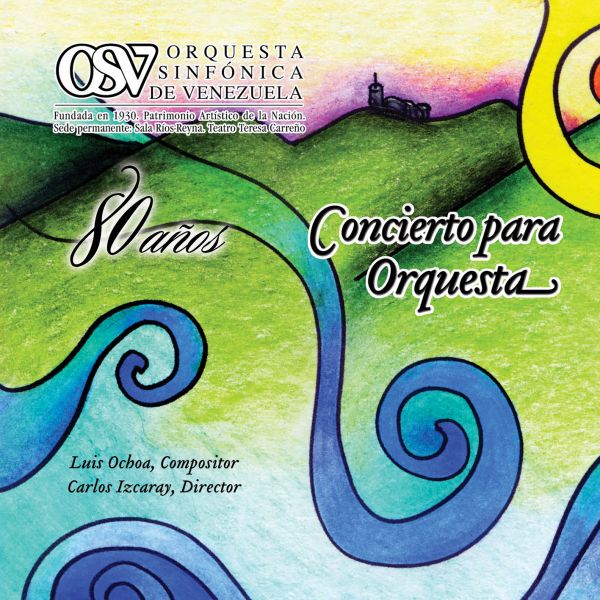 OSV ORQUESTA
SINFÓNICA
DE VENEZUELA
Fundada en 1930. Patrimonio Artístico de la Nación.
Sede permanente: Sala Ríos Reyna. Teatro Teresa Carreño
80 años
Concierto para
Orquesta
Luis Ochoa, Compositor
Carlos Izcaray, Director